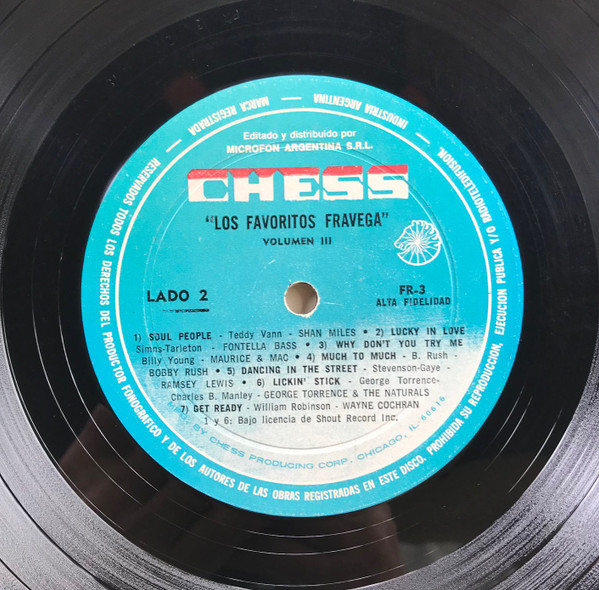 INDUSTRIA ARGENTINA
MARCA REGISTRADA
Editado y distribuido por
MICROFON ARGENTINA S.R.L.
CHESS
"LOS FAVORITOS FRAVEGA"
VOLUMEN III
LADO 2
FR-3
ALTA FIDELIDAD
1) SOUL PEOPLE - Teddy Vann - SHAN MILES • 2) LUCKY IN LOVE
Simns-Tarleton - FONTELLA BASS • 3) WHY DON'T YOU TRY ME
Billy Young - MAURICE & MAC • 4) MUCH TO MUCH - B. Rush -
BOBBY RUSH • 5) DANCING IN THE STREET - Stevenson-Gaye -
RAMSEY LEWIS • 6) LICKIN' STICK - George Torrence-
Charles B. Manley - GEORGE TORRENCE & THE NATURALS
7) GET READY - William Robinson - WAYNE COCHRAN
1 y 6: Bajo licencia de Shout Record Inc.
BY CHESS PRODUCING CORP., CHICAGO, IL. 60616
RESERVADOS TODOS LOS DERECHOS DEL PRODUCTOR FONOGRAFICO Y DE LOS AUTORES DE LAS OBRAS REGISTRADAS EN ESTE DISCO. PROHIBIDA SU REPRODUCCION, EJECUCION PUBLICA Y/O RADIOTELEDIFUSION.